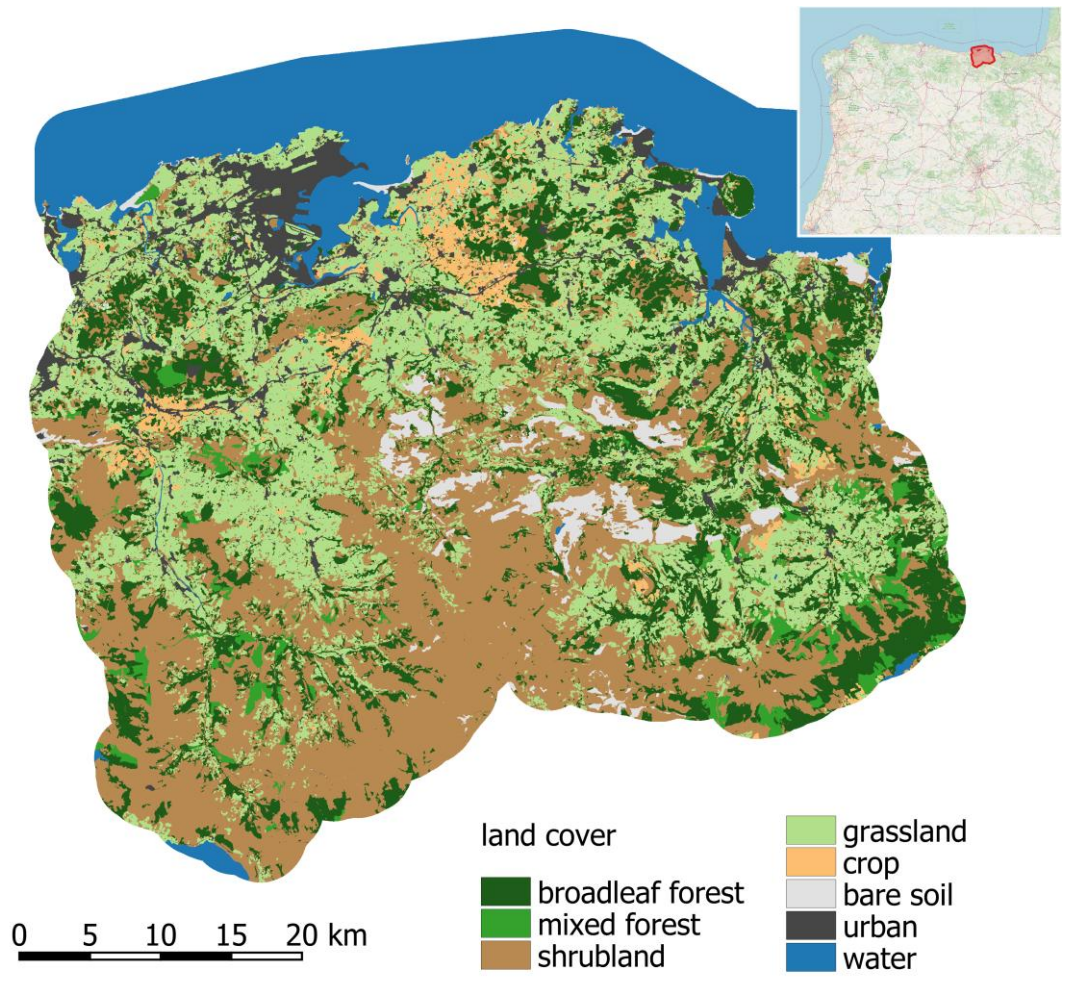 land cover
broadleaf forest
mixed forest
shrubland
grassland
crop
bare soil
urban
water
0 5 10 15 20 km